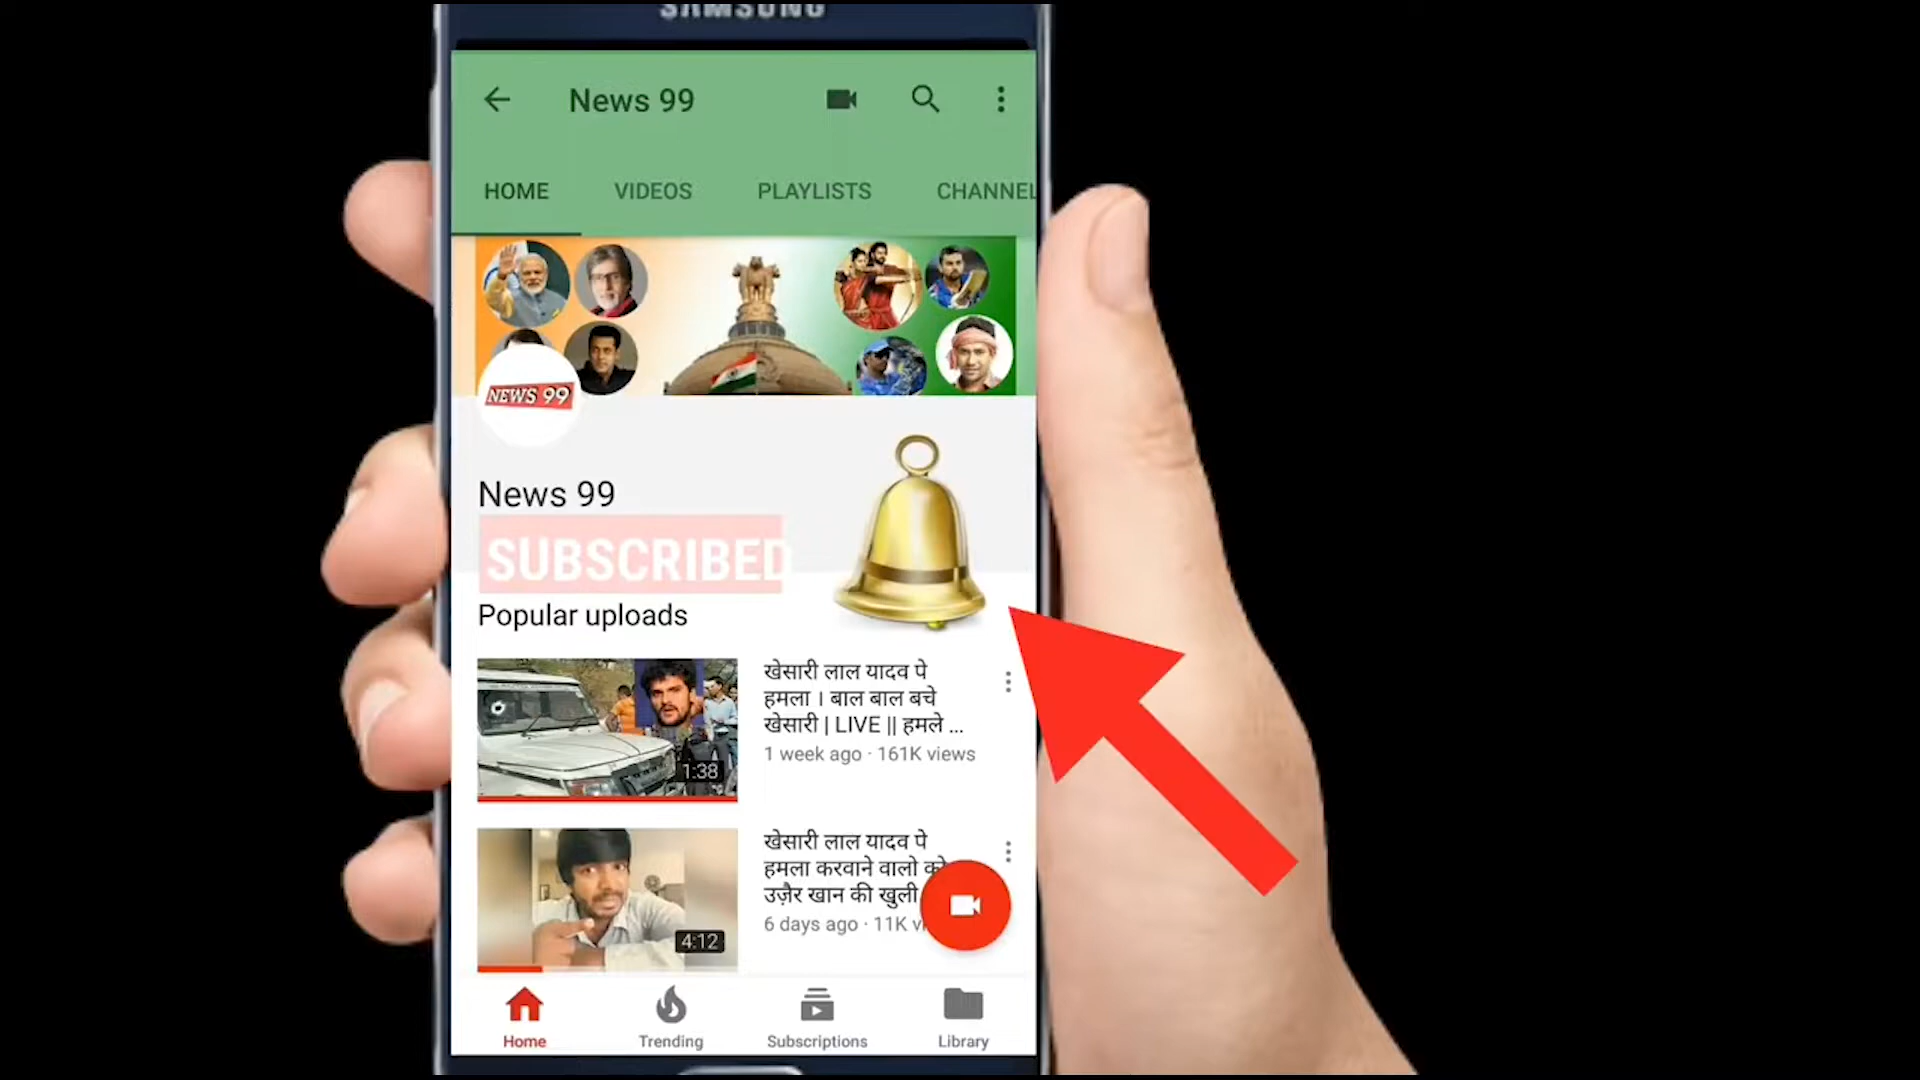 SAMSUNG
News 99
HOME VIDEOS PLAYLISTS CHANNEL
NEWS 99
News 99
SUBSCRIBED
Popular uploads
खेसारी लाल यादव पे
हमला । बाल बाल बचे
खेसारी | LIVE || हमले ...
1 week ago · 161K views
1:38
खेसारी लाल यादव पे
हमला करवाने वालो को
उज़ैर खान की खुली
6 days ago · 11K
4:12
Home Trending Subscriptions Library